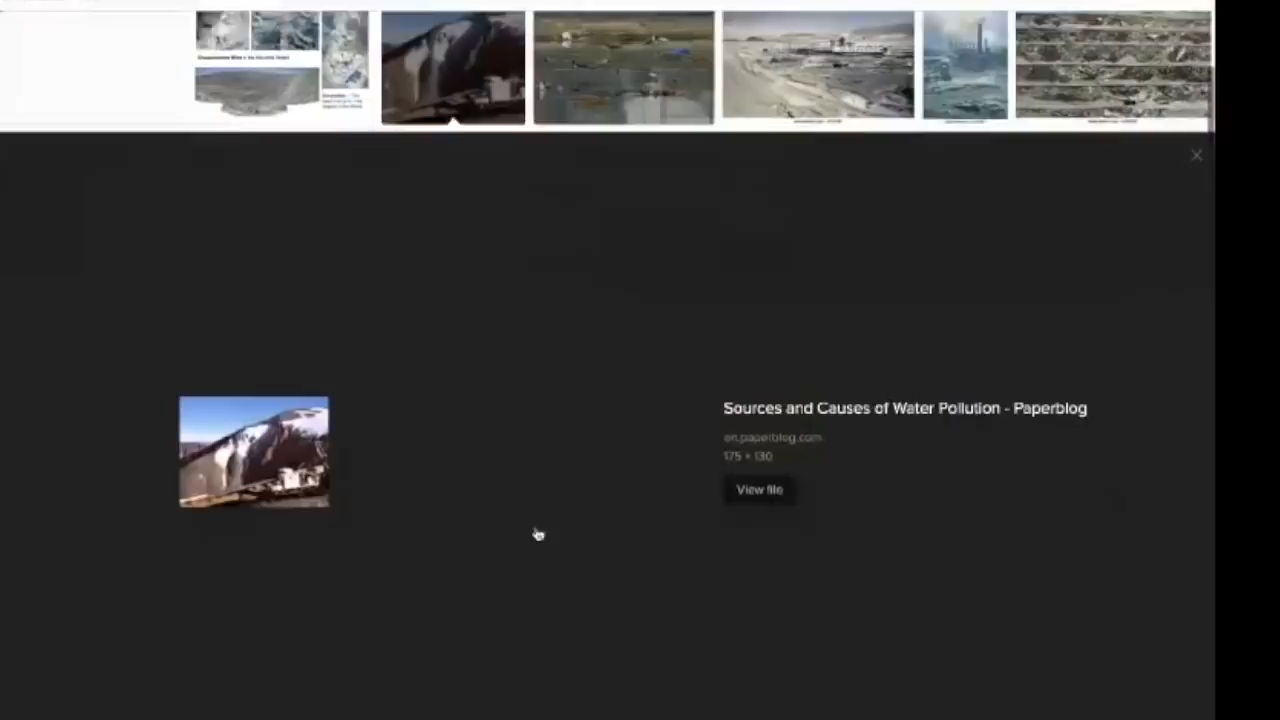 Sources and Causes of Water Pollution - Paperblog
en.paperblog.com
175 × 130
View file